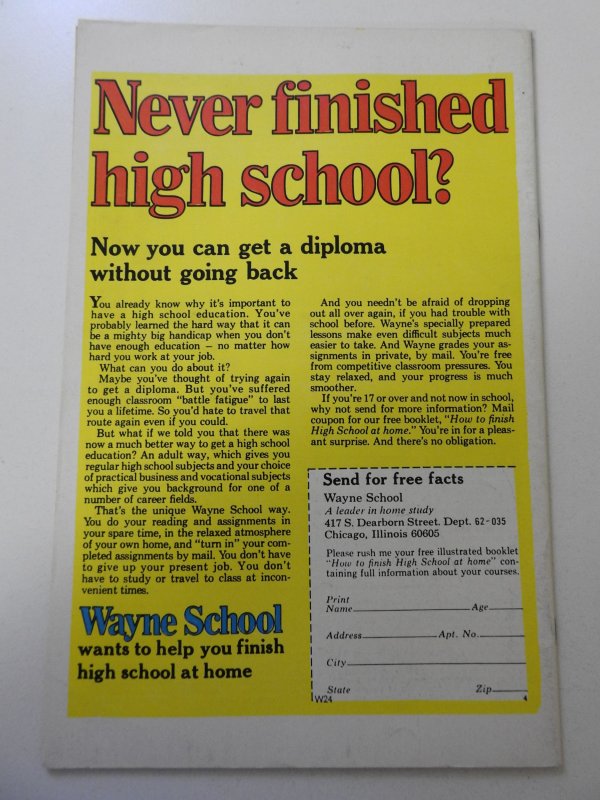 Never finished
high school?
Now you can get a diploma
without going back
You already know why it's important to
have a high school education. You've
probably learned the hard way that it can
be a mighty big handicap when you don't
have enough education — no matter how
hard you work at your job.
What can you do about it?
Maybe you've thought of trying again
to get a diploma. But you've suffered
enough classroom "battle fatigue" to last
you a lifetime. So you'd hate to travel that
route again even if you could.
But what if we told you that there was
now a much better way to get a high school
education? An adult way, which gives you
regular high school subjects and your choice
of practical business and vocational subjects
which give you background for one of a
number of career fields.
That's the unique Wayne School way.
You do your reading and assignments in
your spare time, in the relaxed atmosphere
of your own home, and "turn in" your com-
pleted assignments by mail. You don't have
to give up your present job. You don't
have to study or travel to class at incon-
venient times.
Wayne School
wants to help you finish
high school at home
And you needn't be afraid of dropping
out all over again, if you had trouble with
school before. Wayne's specially prepared
lessons make even difficult subjects much
easier to take. And Wayne grades your as-
signments in private, by mail. You're free
from competitive classroom pressures. You
stay relaxed, and your progress is much
smoother.
If you're 17 or over and not now in school,
why not send for more information? Mail
coupon for our free booklet, "How to finish
High School at home." You're in for a pleas-
ant surprise. And there's no obligation.
Send for free facts
Wayne School
A leader in home study
417 S. Dearborn Street. Dept. 62-035
Chicago, Illinois 60605
Please rush me your free illustrated booklet
"How to finish High School at home" con-
taining full information about your courses.
Print
Name Age
Address Apt. No.
City
State Zip
W24 4